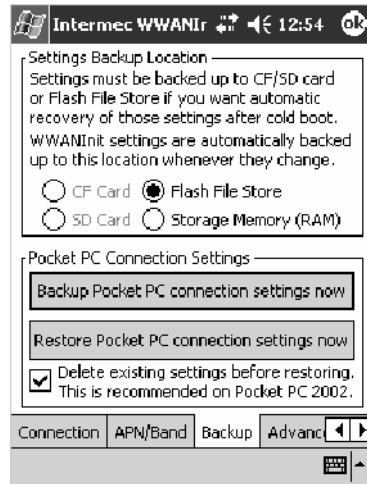 Intermec WWANIr 12:54 ok
Settings Backup Location
Settings must be backed up to CF/SD card
or Flash File Store if you want automatic
recovery of those settings after cold boot.
WWANInit settings are automatically backed
up to this location whenever they change.
CF Card Flash File Store
SD Card Storage Memory (RAM)
Pocket PC Connection Settings
Backup Pocket PC connection settings now
Restore Pocket PC connection settings now
Delete existing settings before restoring.
This is recommended on Pocket PC 2002.
Connection APN/Band Backup Advanc